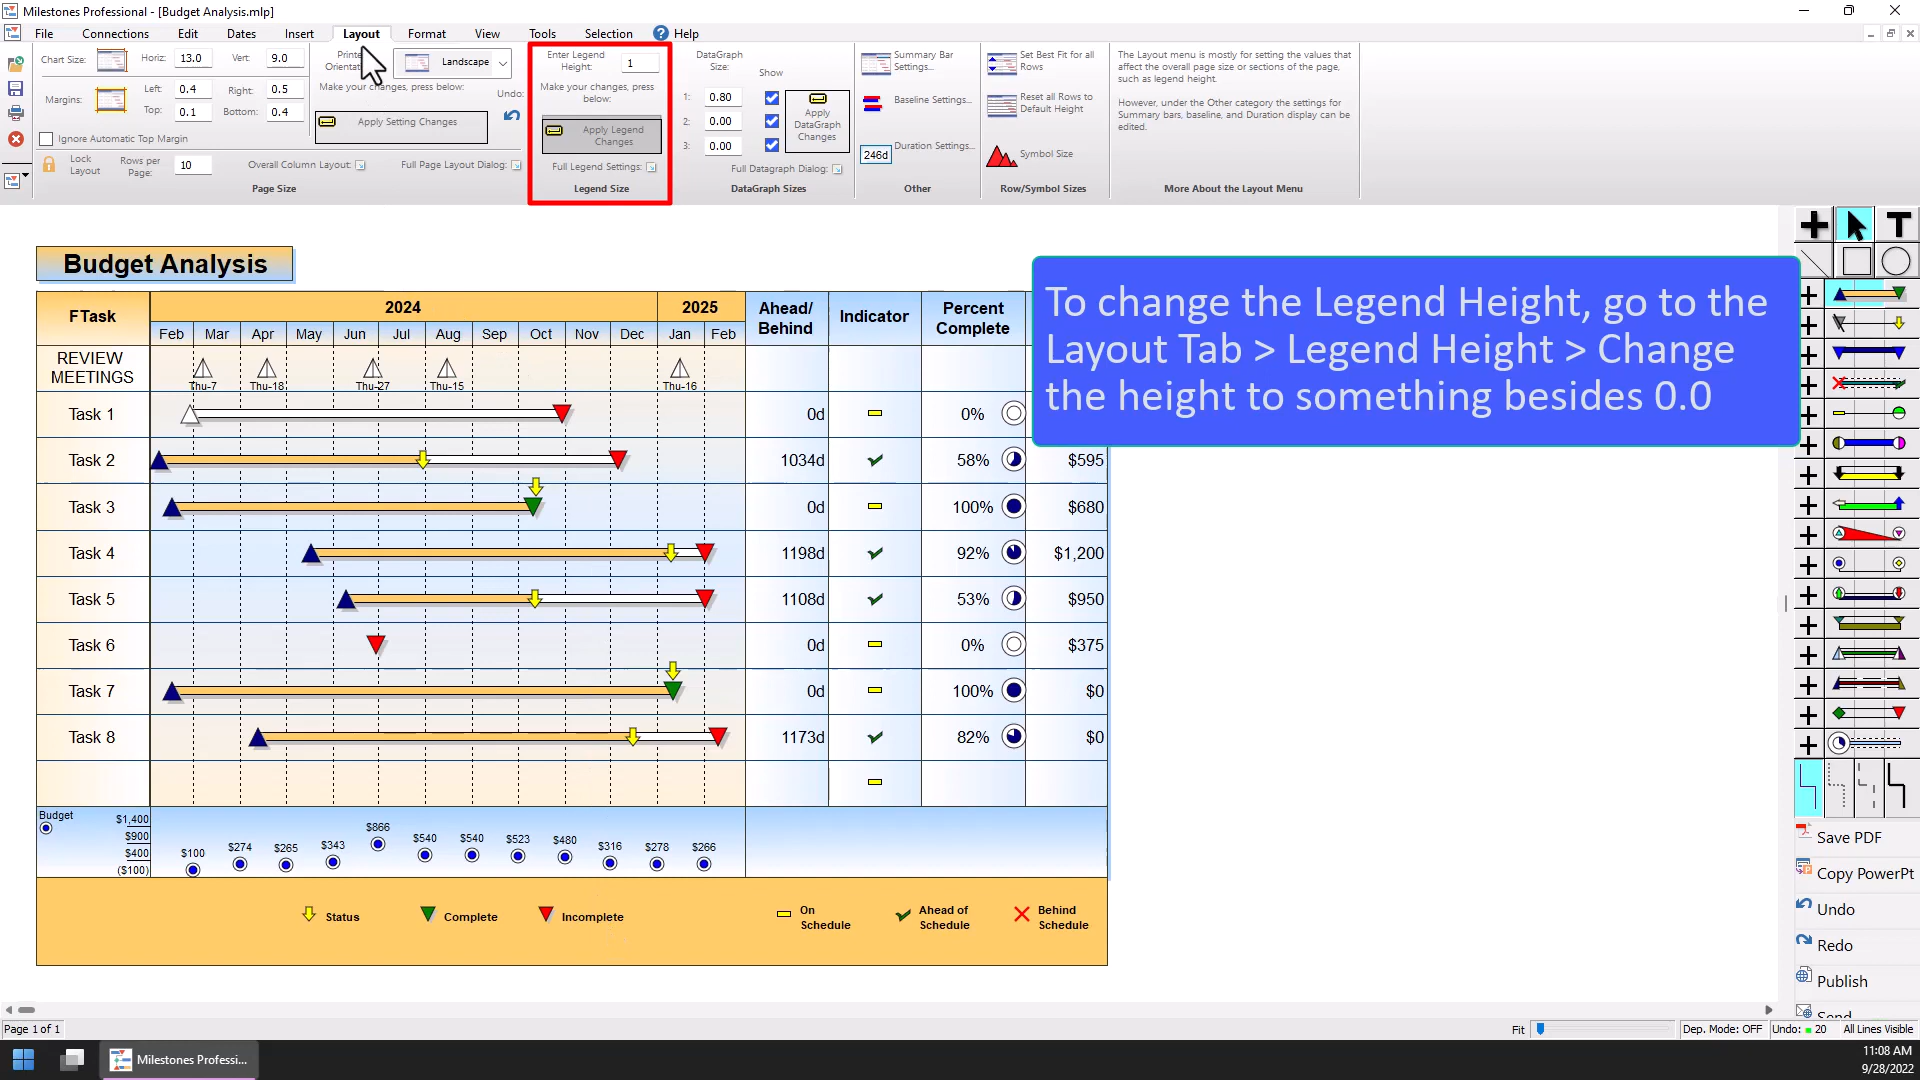 Milestones Professional - [Budget Analysis.mlp]
File Connections Edit Dates Insert Layout Format View Tools Selection Help
Chart Size: Horiz: 13.0 Vert: 9.0
Margins: Left: 0.4 Right: 0.5
Top: 0.1 Bottom: 0.4
Ignore Automatic Top Margin
Lock Layout
Rows per Page: 10
Overall Column Layout:
Full Page Layout Dialog:
Page Size
Landscape
Make your changes, press below:
Undo:
Apply Setting Changes
Enter Legend Height: 1
Make your changes, press below:
Apply Legend Changes
Full Legend Settings:
Legend Size
DataGraph Size:
Show
1: 0.80
2: 0.00
3: 0.00
Apply DataGraph Changes
Full Datagraph Dialog:
DataGraph Sizes
Summary Bar Settings...
Baseline Settings...
246d Duration Settings...
Other
Set Best Fit for all Rows
Reset all Rows to Default Height
Symbol Size
Row/Symbol Sizes
The Layout menu is mostly for setting the values that
affect the overall page size or sections of the page,
such as legend height.
However, under the Other category the settings for
Summary bars, baseline, and Duration display can be
edited.
More About the Layout Menu
Budget Analysis
To change the Legend Height, go to the
Layout Tab > Legend Height > Change
the height to something besides 0.0
FTask 2024 2025 Ahead/ Behind Indicator Percent Complete
Feb Mar Apr May Jun Jul Aug Sep Oct Nov Dec Jan Feb
REVIEW MEETINGS Thu-7 Thu-18 Thu-27 Thu-15 Thu-16
Task 1 0d 0%
Task 2 1034d 58% $595
Task 3 0d 100% $680
Task 4 1198d 92% $1,200
Task 5 1108d 53% $950
Task 6 0d 0% $375
Task 7 0d 100% $0
Task 8 1173d 82% $0
Budget
$1,400
$900
$400
($100)
$100 $274 $265 $343 $866 $540 $540 $523 $480 $316 $278 $266
Status Complete Incomplete On Schedule Ahead of Schedule Behind Schedule
T
Save PDF
Copy PowerPt
Undo
Redo
Publish
Send
Page 1 of 1
Fit
Dep. Mode: OFF Undo: 20 All Lines Visible
Milestones Professi...
11:08 AM
9/28/2022